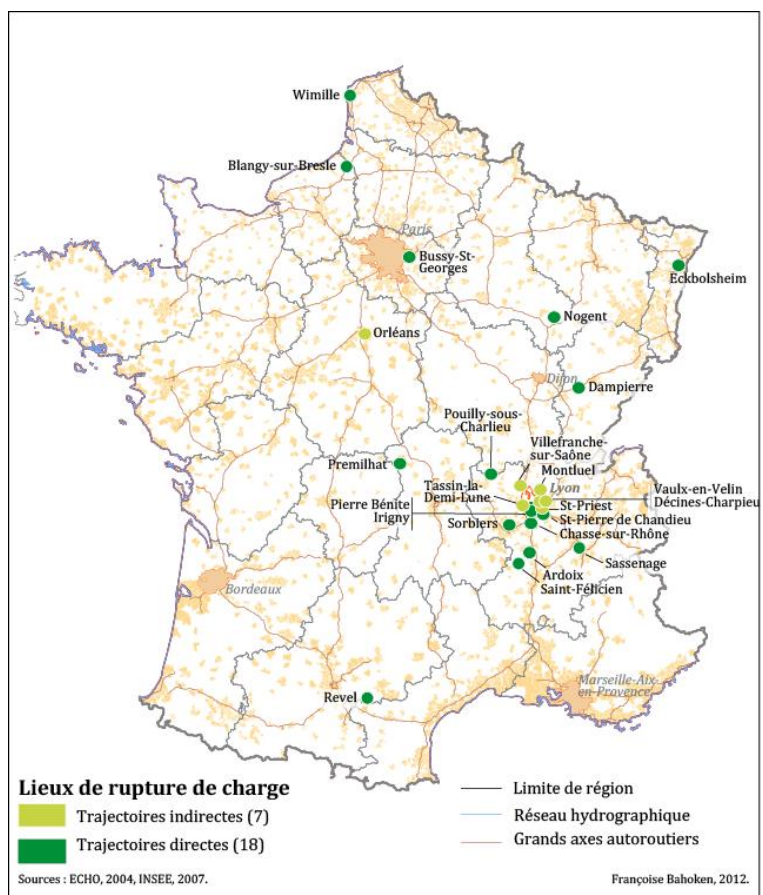 Wimille
Blangy-sur-Bresle
Paris
Bussy-St-
Georges
Eckbolsheim
Nogent
Orléans
Dijon
Dampierre
Pouilly-sous-
Charlieu
Villefranche-
sur-Saône
Premilhat
Montluel
Lyon
Tassin-la-
Demi-Lune
Vaulx-en-Velin
Décines-Charpieu
Pierre Bénite
Irigny
St-Priest
St-Pierre de Chandieu
Sorbiers
Chasse-sur-Rhône
Sassenage
Ardoix
Saint-Félicien
Bordeaux
Marseille-Aix-
en-Provence
Revel
Lieux de rupture de charge
Trajectoires indirectes (7)
Trajectoires directes (18)
Limite de région
Réseau hydrographique
Grands axes autoroutiers
Sources : ECHO, 2004, INSEE, 2007.
Françoise Bahoken, 2012.